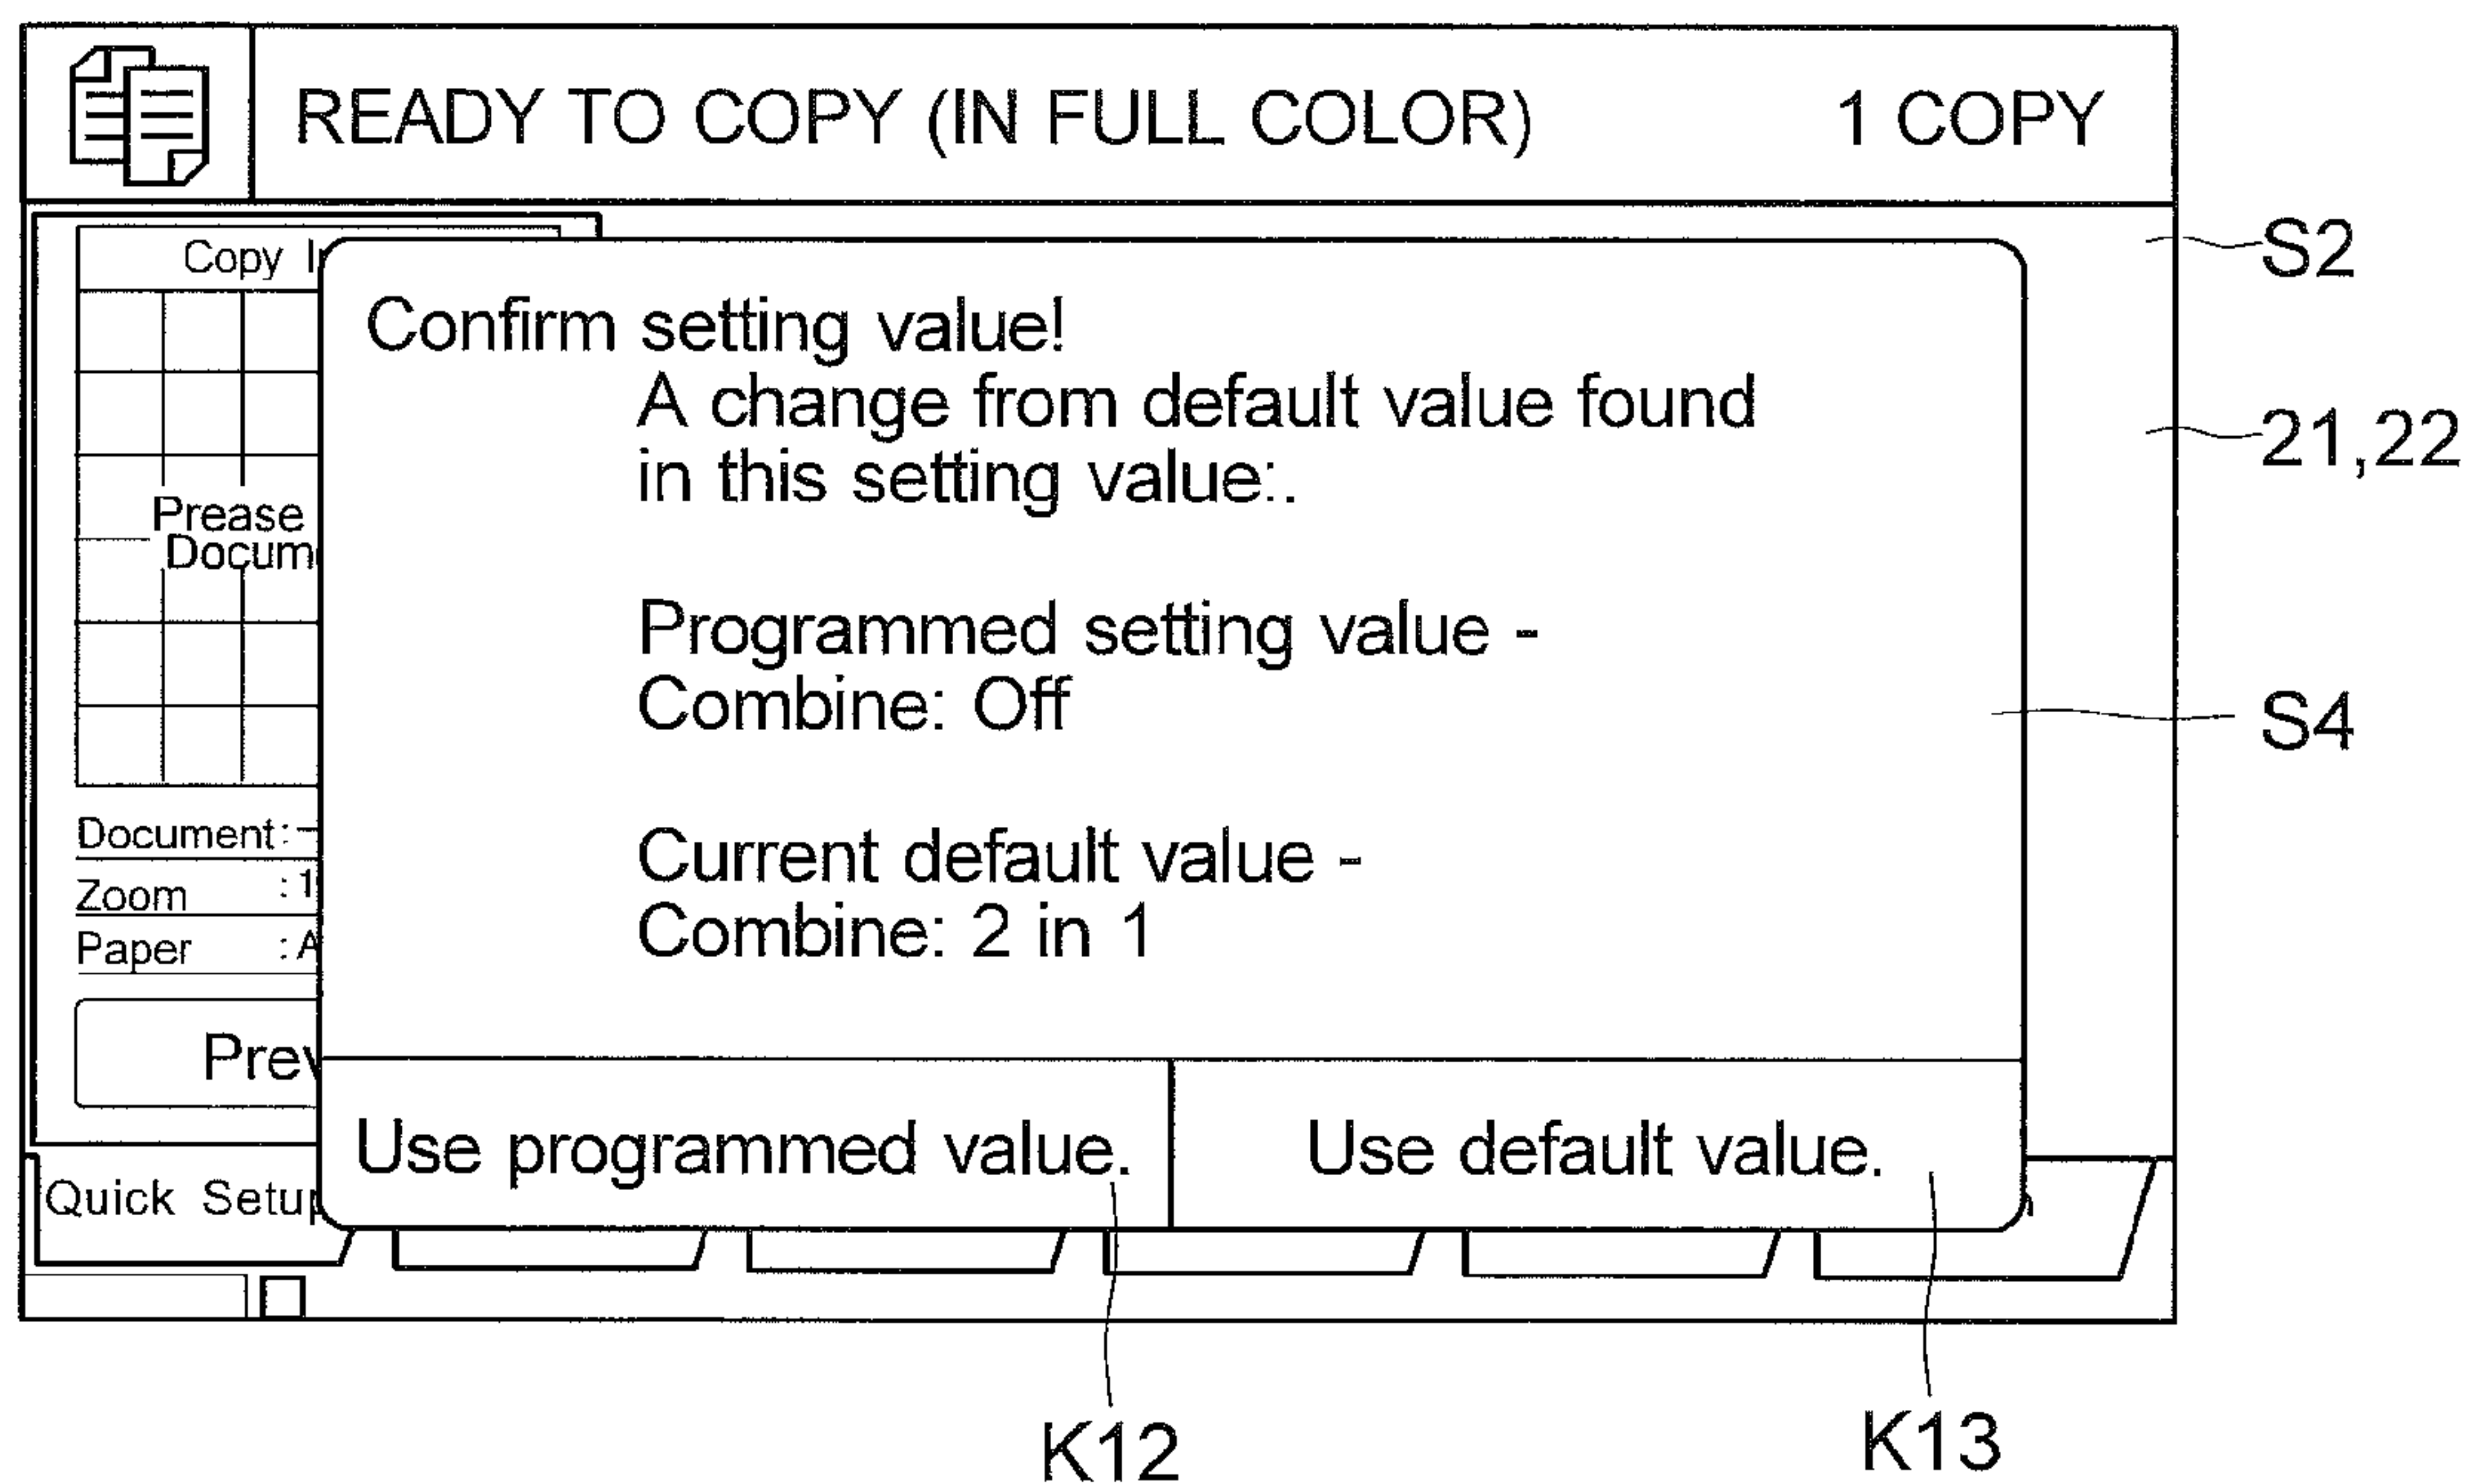 READY TO COPY (IN FULL COLOR) 1 COPY
Copy
S2
Confirm setting value!
A change from default value found
in this setting value:.
21,22
Prease
Docum
Programmed setting value -
Combine: Off
S4
Document: -
Current default value -
Zoom :1
Combine: 2 in 1
Paper :A
Prev
Use programmed value. Use default value.
Quick Setup
K12 K13